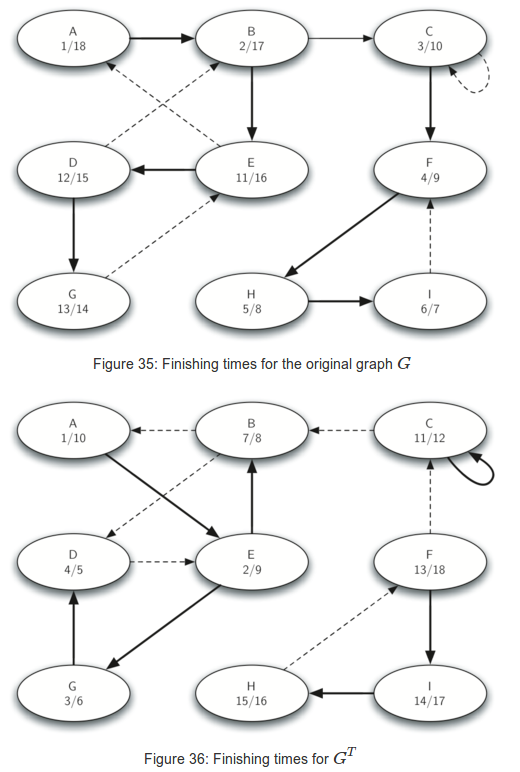 A
1/18
B
2/17
C
3/10
D
12/15
E
11/16
F
4/9
G
13/14
H
5/8
I
6/7
Figure 35: Finishing times for the original graph G
A
1/10
B
7/8
C
11/12
D
4/5
E
2/9
F
13/18
G
3/6
H
15/16
I
14/17
Figure 36: Finishing times for G^T